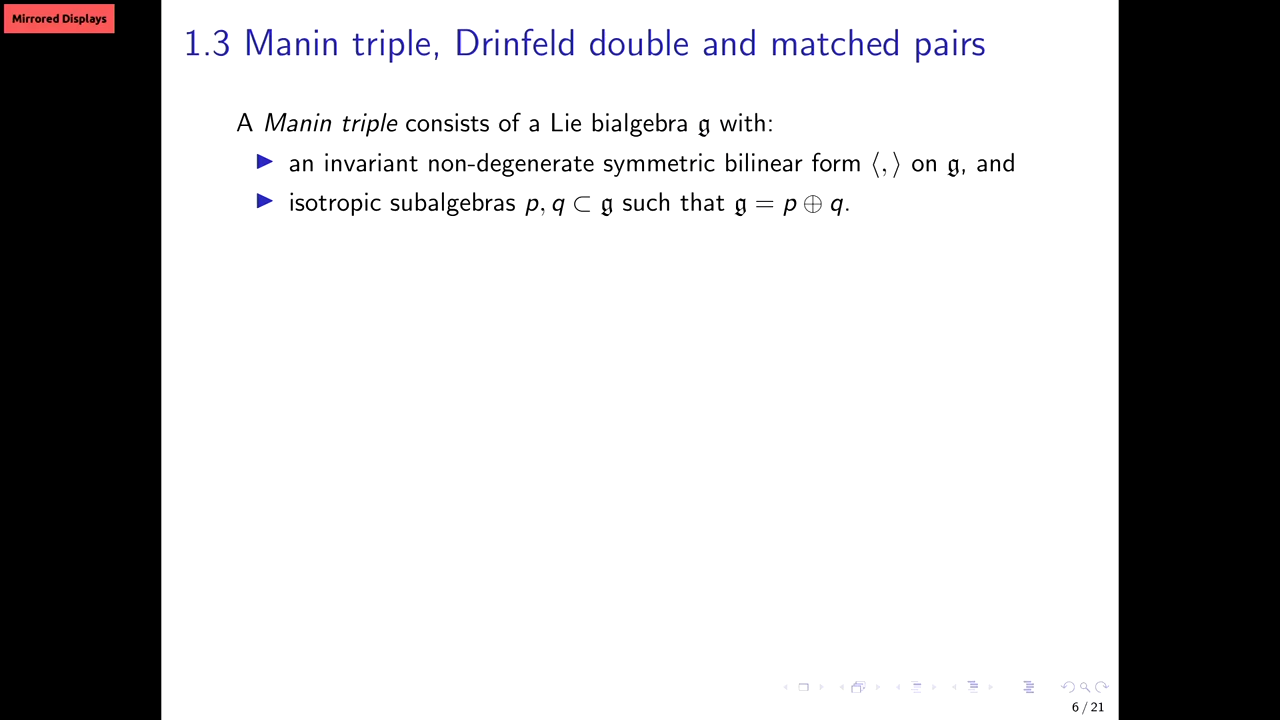 Mirrored Displays
1.3 Manin triple, Drinfeld double and matched pairs
A Manin triple consists of a Lie bialgebra 𝔤 with:
▶ an invariant non-degenerate symmetric bilinear form ⟨, ⟩ on 𝔤, and
▶ isotropic subalgebras p, q ⊂ 𝔤 such that 𝔤 = p ⊕ q.
6 / 21